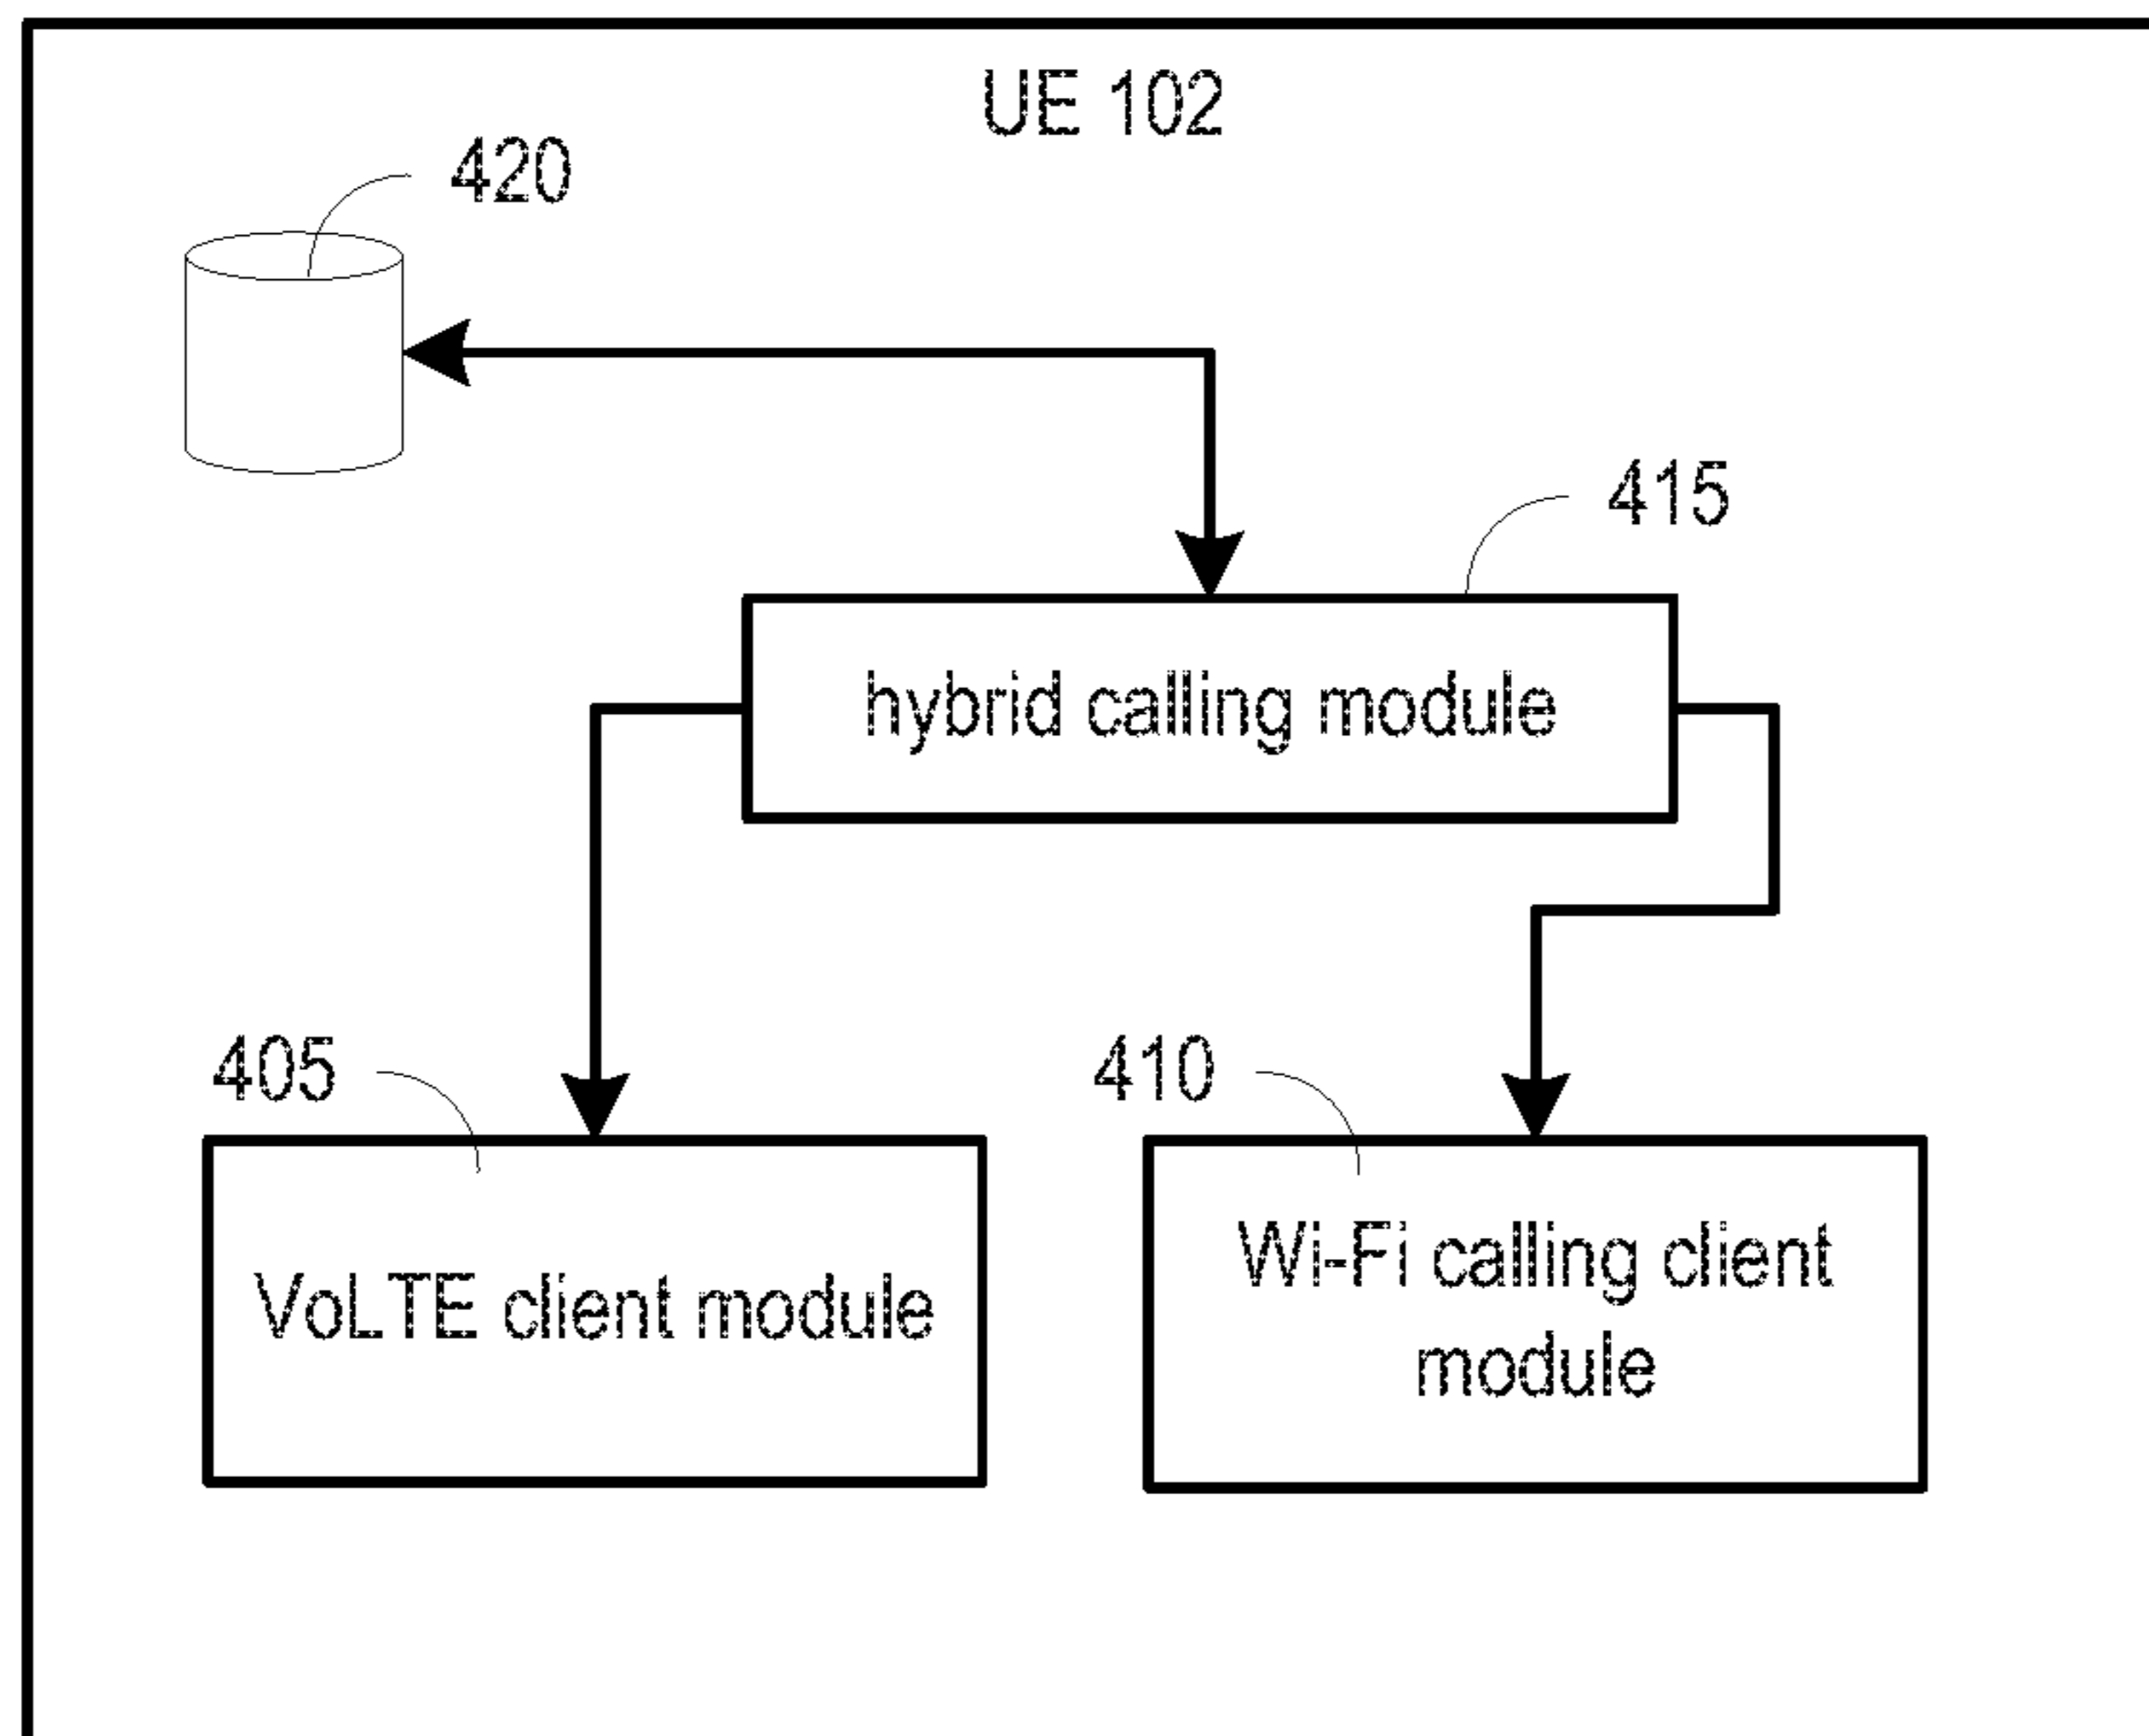 UE 102
420
415
hybrid calling module
405
410
VoLTE client module
Wi-Fi calling client
module